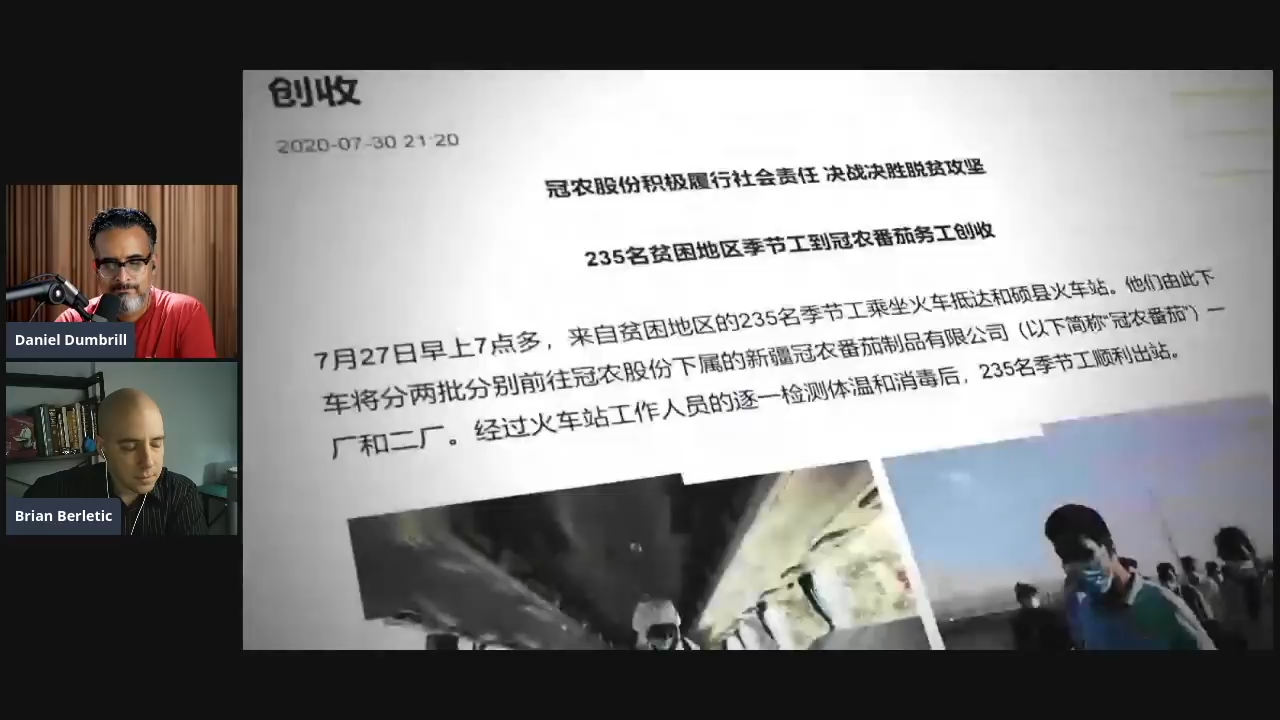 创收
2020-07-30 21:20
冠农股份积极履行社会责任 决战决胜脱贫攻坚
235名贫困地区季节工到冠农番茄务工创收
7月27日早上7点多，来自贫困地区的235名季节工乘坐火车抵达和硕县火车站。他们由此下
车将分两批分别前往冠农股份下属的新疆冠农番茄制品有限公司（以下简称“冠农番茄”）一
厂和二厂。经过火车站工作人员的逐一检测体温和消毒后，235名季节工顺利出站。
Daniel Dumbrill
Brian Berletic